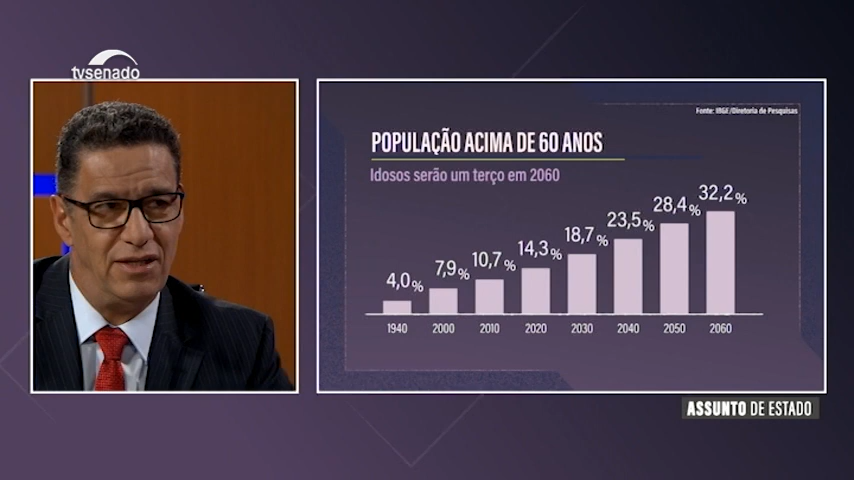 tvsenado
Fonte: IBGE/Diretoria de Pesquisas
POPULAÇÃO ACIMA DE 60 ANOS
Idosos serão um terço em 2060
4,0% 7,9% 10,7% 14,3% 18,7% 23,5% 28,4% 32,2%
1940 2000 2010 2020 2030 2040 2050 2060
ASSUNTO DE ESTADO